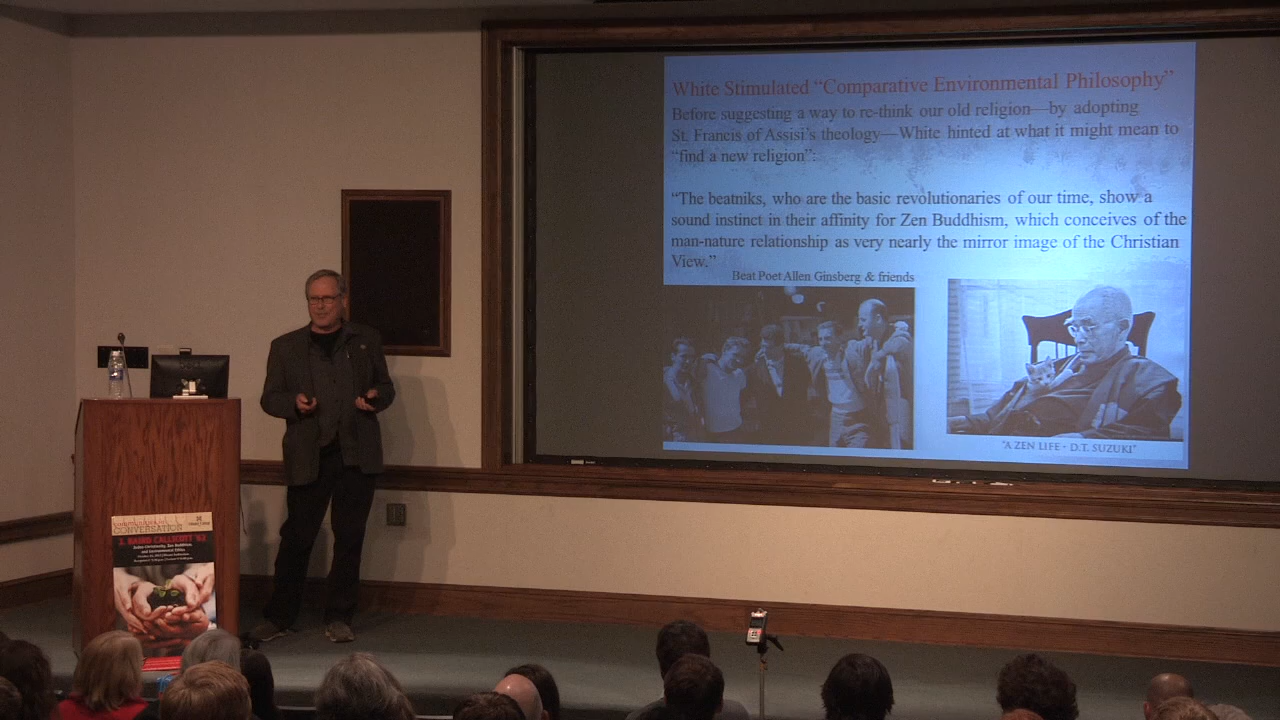 White Stimulated “Comparative Environmental Philosophy”
Before suggesting a way to re-think our old religion—by adopting
St. Francis of Assisi’s theology—White hinted at what it might mean to
“find a new religion”:
“The beatniks, who are the basic revolutionaries of our time, show a
sound instinct in their affinity for Zen Buddhism, which conceives of the
man-nature relationship as very nearly the mirror image of the Christian
View.”
Beat Poet Allen Ginsberg & friends
"A ZEN LIFE - D.T. SUZUKI"
CONVERSATION
J. BAIRD CALLICOTT '63
and Environmental Ethics